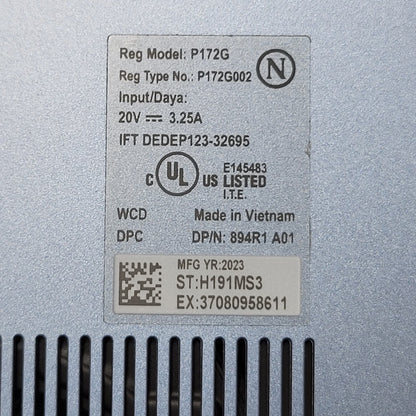 Reg Model: P172G
Reg Type No.: P172G002
N
Input/Daya:
20V ⎓ 3.25A
IFT DEDEP123-32695
E145483
C UL US LISTED
I.T.E.
WCD Made in Vietnam
DPC DP/N: 894R1 A01
MFG YR:2023
ST:H191MS3
EX:37080958611